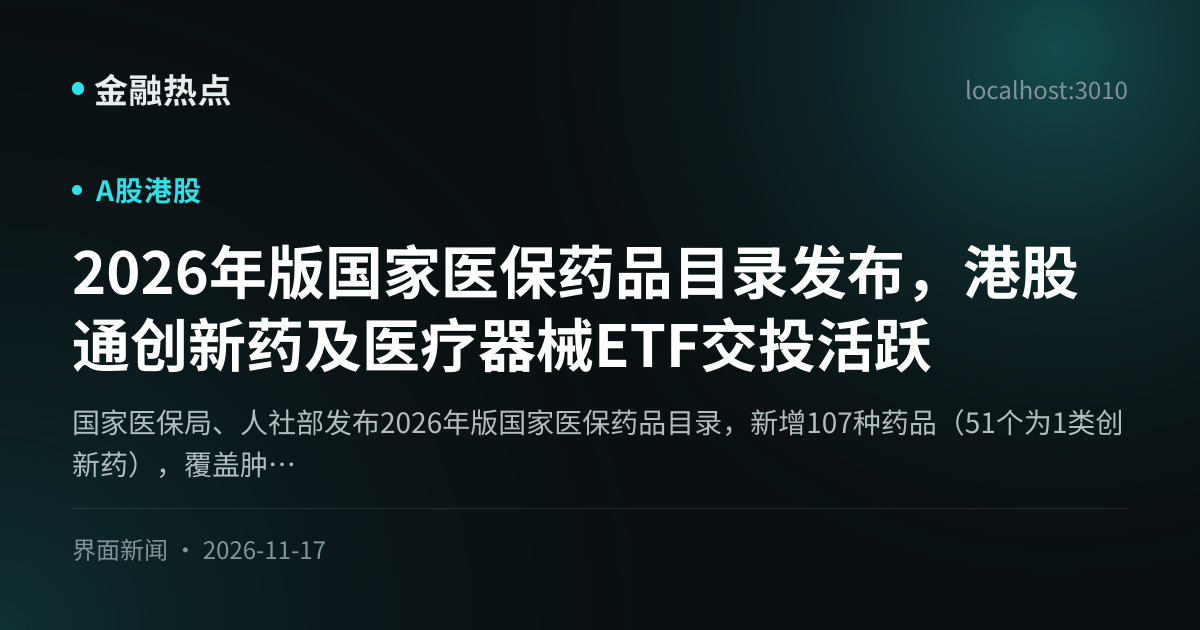 金融热点
localhost:3010
A股港股
2026年版国家医保药品目录发布，港股
通创新药及医疗器械ETF交投活跃
国家医保局、人社部发布2026年版国家医保药品目录，新增107种药品（51个为1类创
新药），覆盖肿…
界面新闻 • 2026-11-17